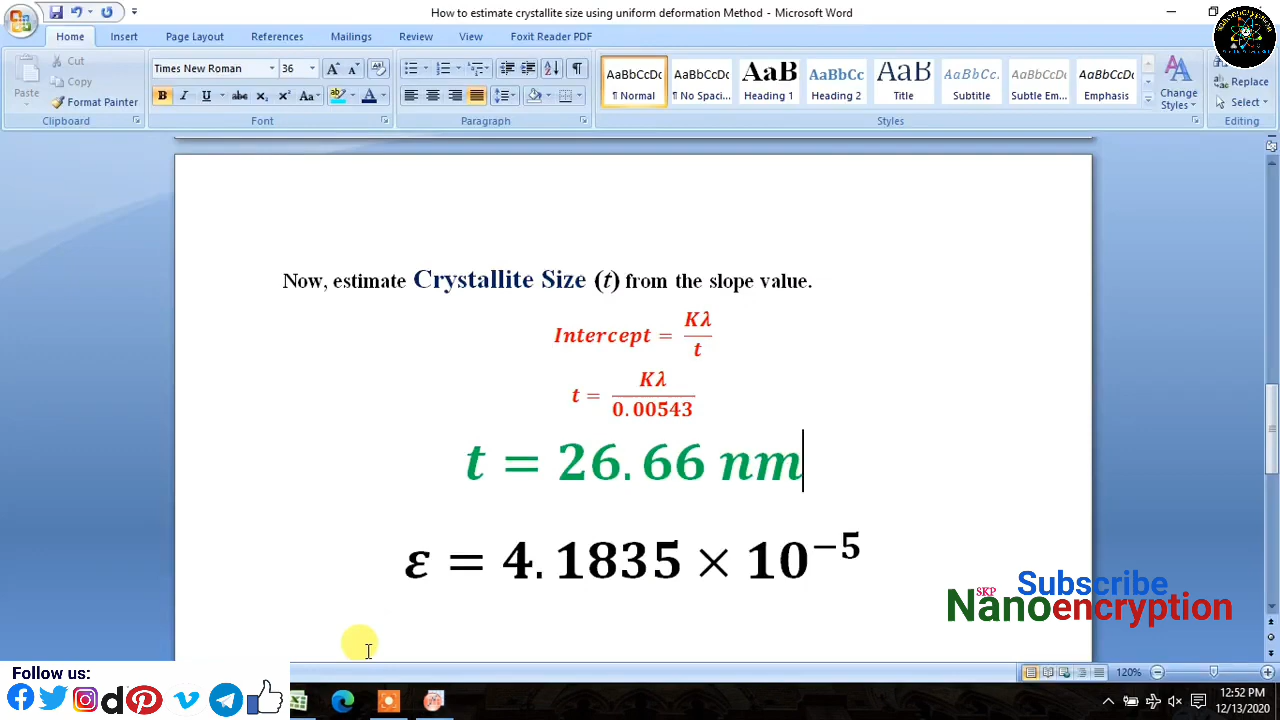 How to estimate crystallite size using uniform deformation Method - Microsoft Word
Home Insert Page Layout References Mailings Review View Foxit Reader PDF
Paste
Cut
Copy
Format Painter
Clipboard
Times New Roman 36
B I U abc x₂ x² Aa
Font
Paragraph
AaBbCcDc AaBbCcDc AaB AaBbCc AaB AaBbCc. AaBbCcDc AaBbCcDc
¶ Normal ¶ No Spaci... Heading 1 Heading 2 Title Subtitle Subtle Em... Emphasis
Change Styles
Styles
Replace
Select
Editing
Now, estimate Crystallite Size (t) from the slope value.
Intercept = Kλ/t
t = Kλ/0.00543
t = 26.66 nm
ε = 4.1835 × 10⁻⁵
Subscribe
SKP
Nanoencryption
Follow us:
120%
12:52 PM
12/13/2020